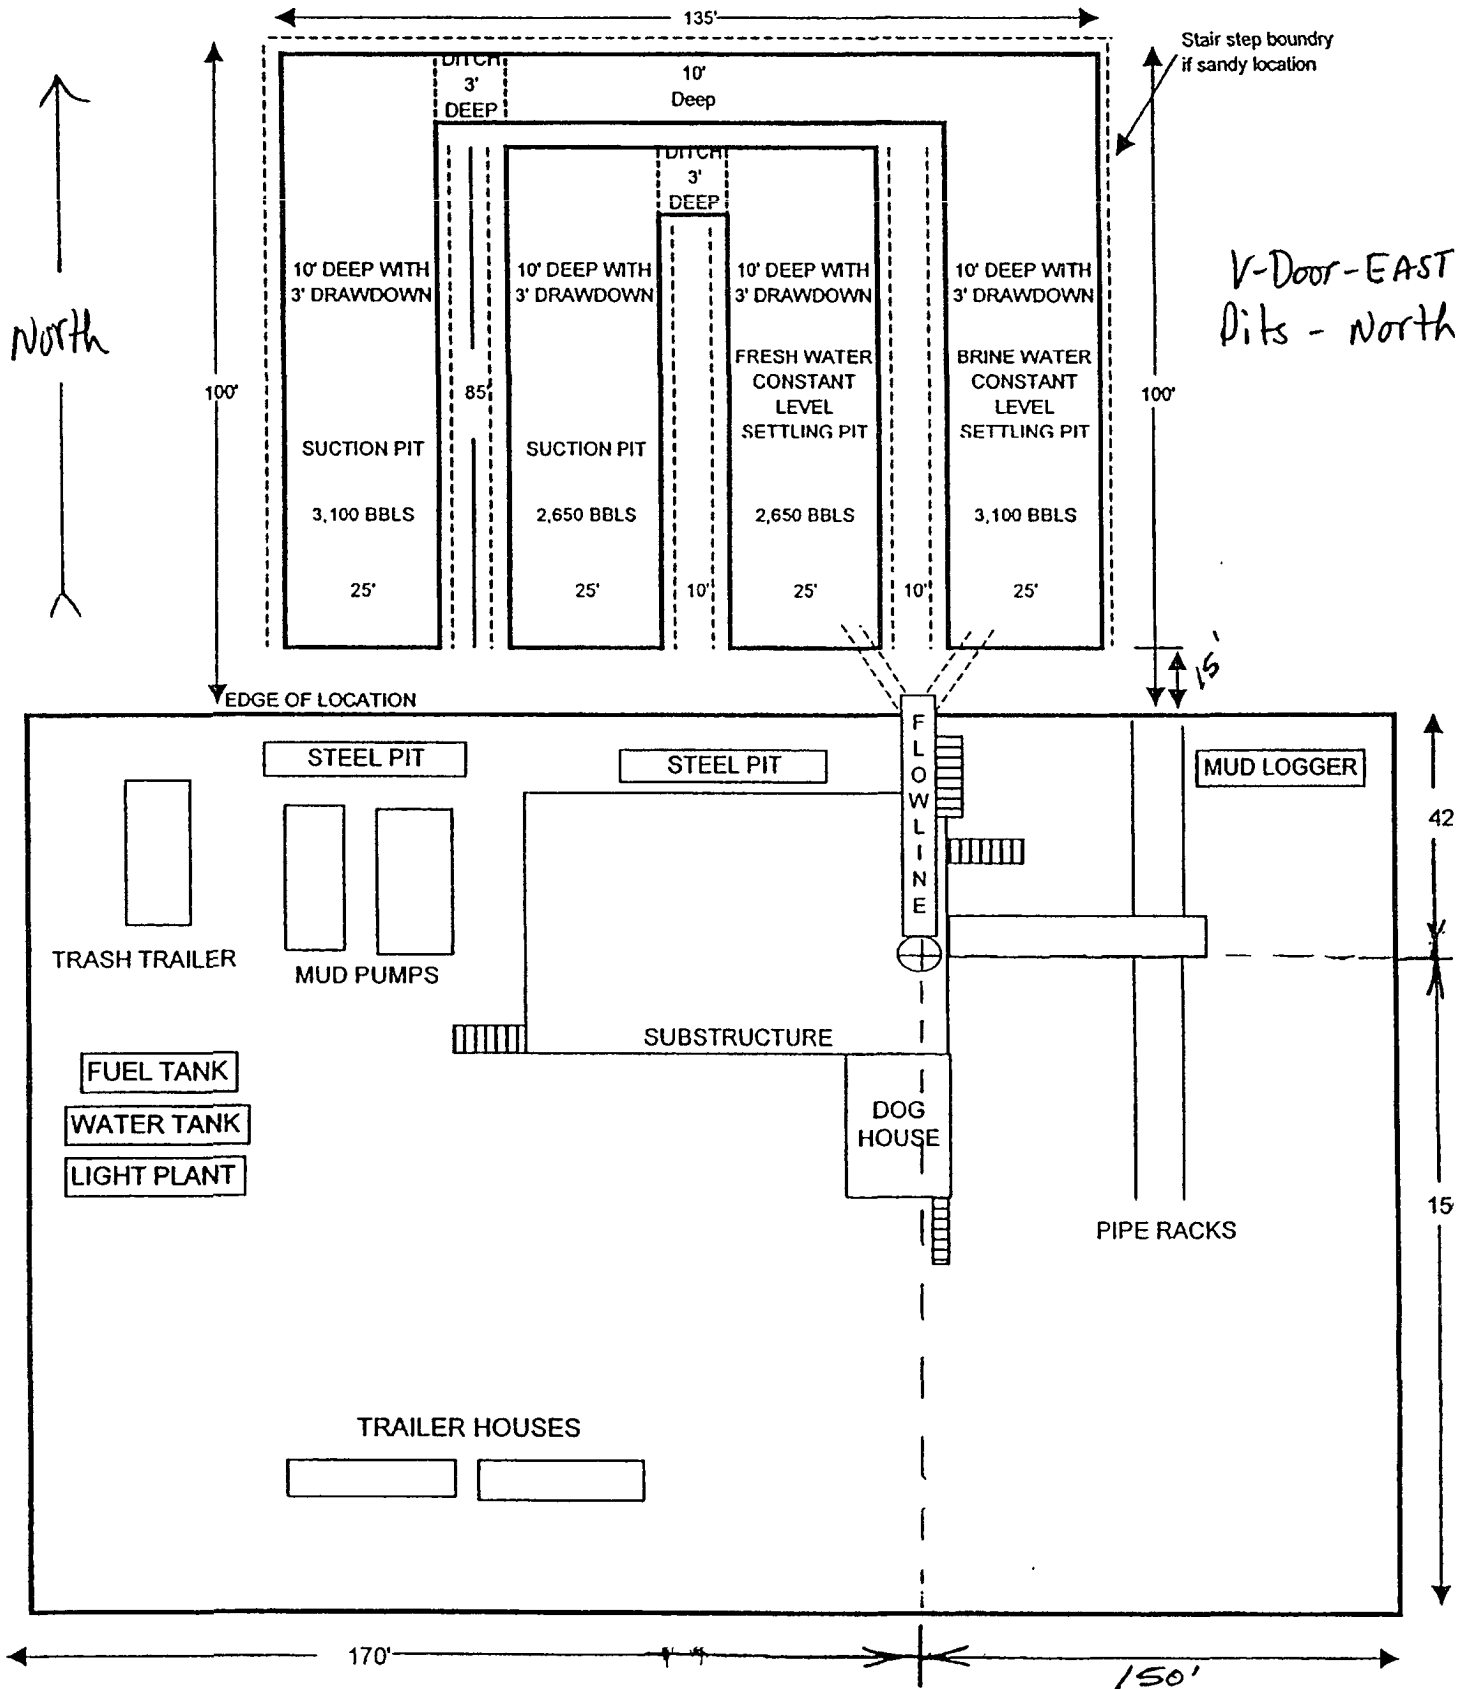 135'
Stair step boundry
if sandy location
DITCH
3'
DEEP
10'
Deep
DITCH
3'
DEEP
North
V-Door-EAST
Pits - North
10' DEEP WITH
3' DRAWDOWN
10' DEEP WITH
3' DRAWDOWN
10' DEEP WITH
3' DRAWDOWN
10' DEEP WITH
3' DRAWDOWN
FRESH WATER
CONSTANT
LEVEL
SETTLING PIT
BRINE WATER
CONSTANT
LEVEL
SETTLING PIT
100'
85'
100'
SUCTION PIT
SUCTION PIT
3,100 BBLS
2,650 BBLS
2,650 BBLS
3,100 BBLS
25'
25'
10'
25'
10'
25'
15'
EDGE OF LOCATION
STEEL PIT
STEEL PIT
FLOWLINE
MUD LOGGER
42
TRASH TRAILER
MUD PUMPS
SUBSTRUCTURE
FUEL TANK
WATER TANK
LIGHT PLANT
DOG
HOUSE
PIPE RACKS
15
TRAILER HOUSES
170'
150'